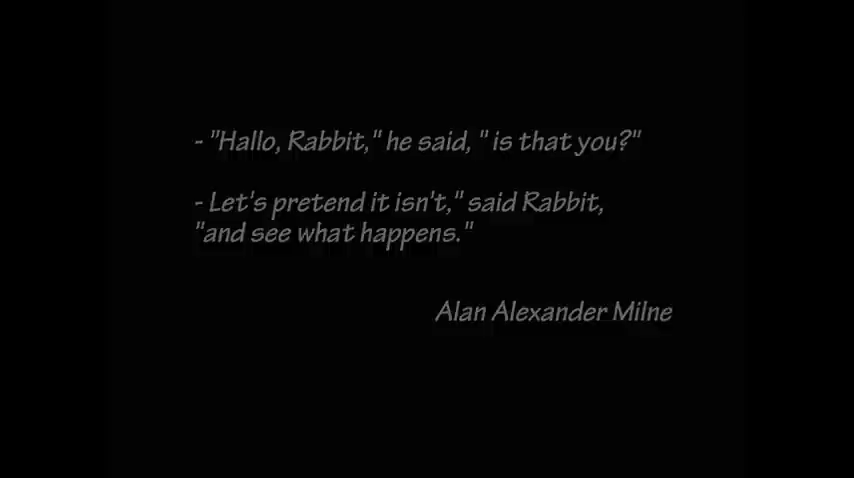 - "Hallo, Rabbit," he said, " is that you?"
- Let's pretend it isn't," said Rabbit,
"and see what happens."
Alan Alexander Milne